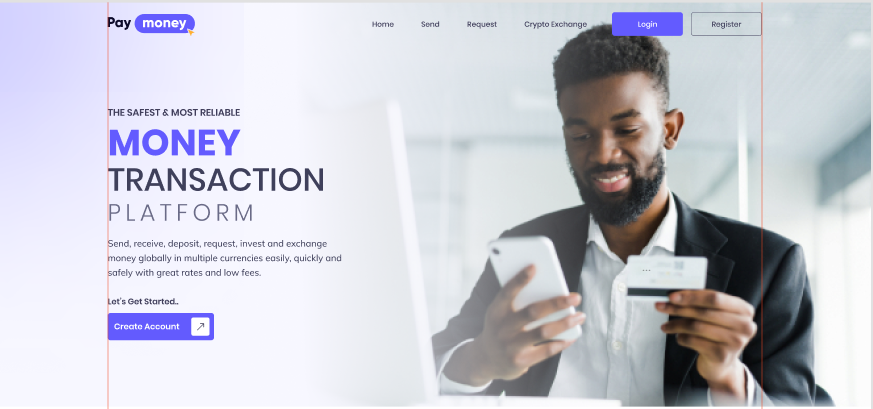 Pay money
Home Send Request Crypto Exchange Login Register
THE SAFEST & MOST RELIABLE
MONEY
TRANSACTION
PLATFORM
Send, receive, deposit, request, invest and exchange
money globally in multiple currencies easily, quickly and
safely with great rates and low fees.
Let's Get Started..
Create Account